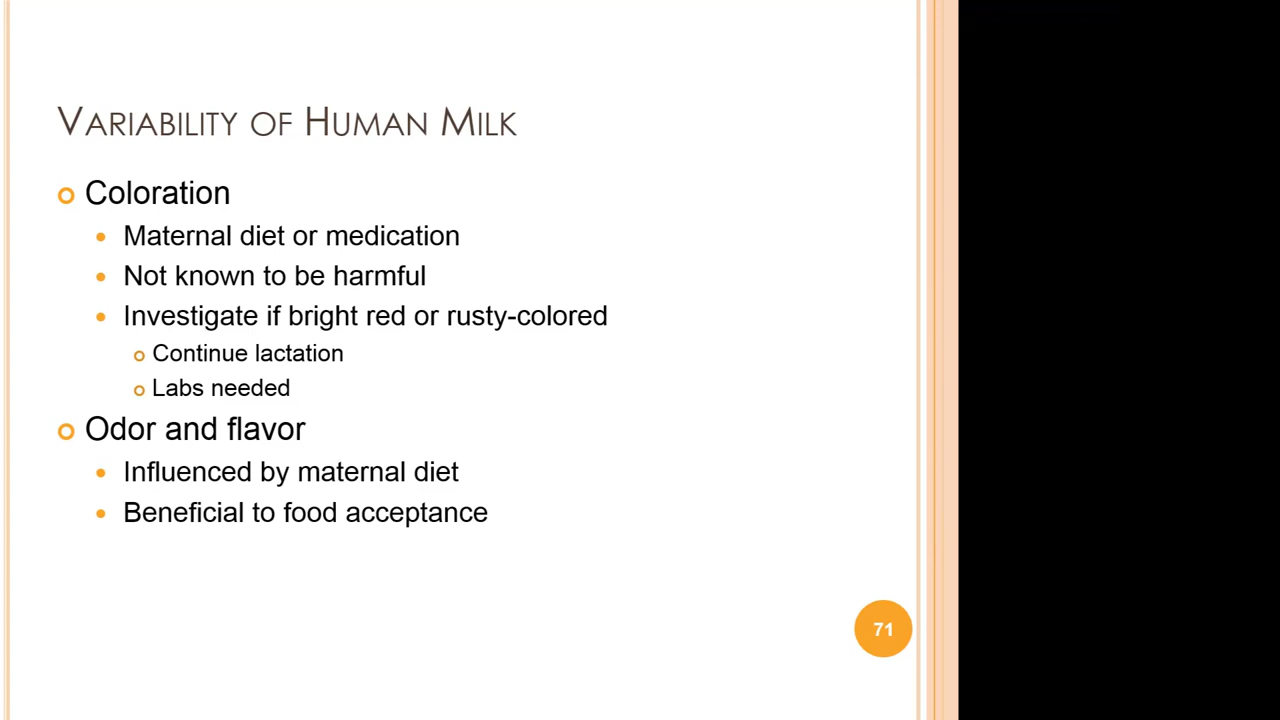 Variability of Human Milk
Coloration
Maternal diet or medication
Not known to be harmful
Investigate if bright red or rusty-colored
Continue lactation
Labs needed
Odor and flavor
Influenced by maternal diet
Beneficial to food acceptance
71